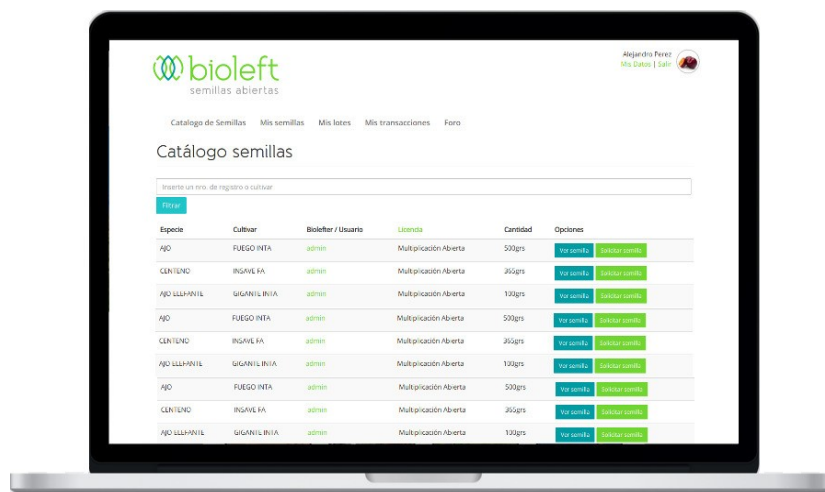 bioleft
semillas abiertas
Alejandro Perez
Mis Datos | Salir
Catalogo de Semillas Mis semillas Mis lotes Mis transacciones Foro
Catálogo semillas
Inserte un nro. de registro o cultivar
Filtrar
Especie Cultivar Biolefter / Usuario Licencia Cantidad Opciones
AJO FUEGO INTA admin Multiplicación Abierta 500grs Ver semilla Solicitar semilla
CENTENO INSAVE FA admin Multiplicación Abierta 365grs Ver semilla Solicitar semilla
AJO ELEFANTE GIGANTE INTA admin Multiplicación Abierta 100grs Ver semilla Solicitar semilla
AJO FUEGO INTA admin Multiplicación Abierta 500grs Ver semilla Solicitar semilla
CENTENO INSAVE FA admin Multiplicación Abierta 365grs Ver semilla Solicitar semilla
AJO ELEFANTE GIGANTE INTA admin Multiplicación Abierta 100grs Ver semilla Solicitar semilla
AJO FUEGO INTA admin Multiplicación Abierta 500grs Ver semilla Solicitar semilla
CENTENO INSAVE FA admin Multiplicación Abierta 365grs Ver semilla Solicitar semilla
AJO ELEFANTE GIGANTE INTA admin Multiplicación Abierta 100grs Ver semilla Solicitar semilla